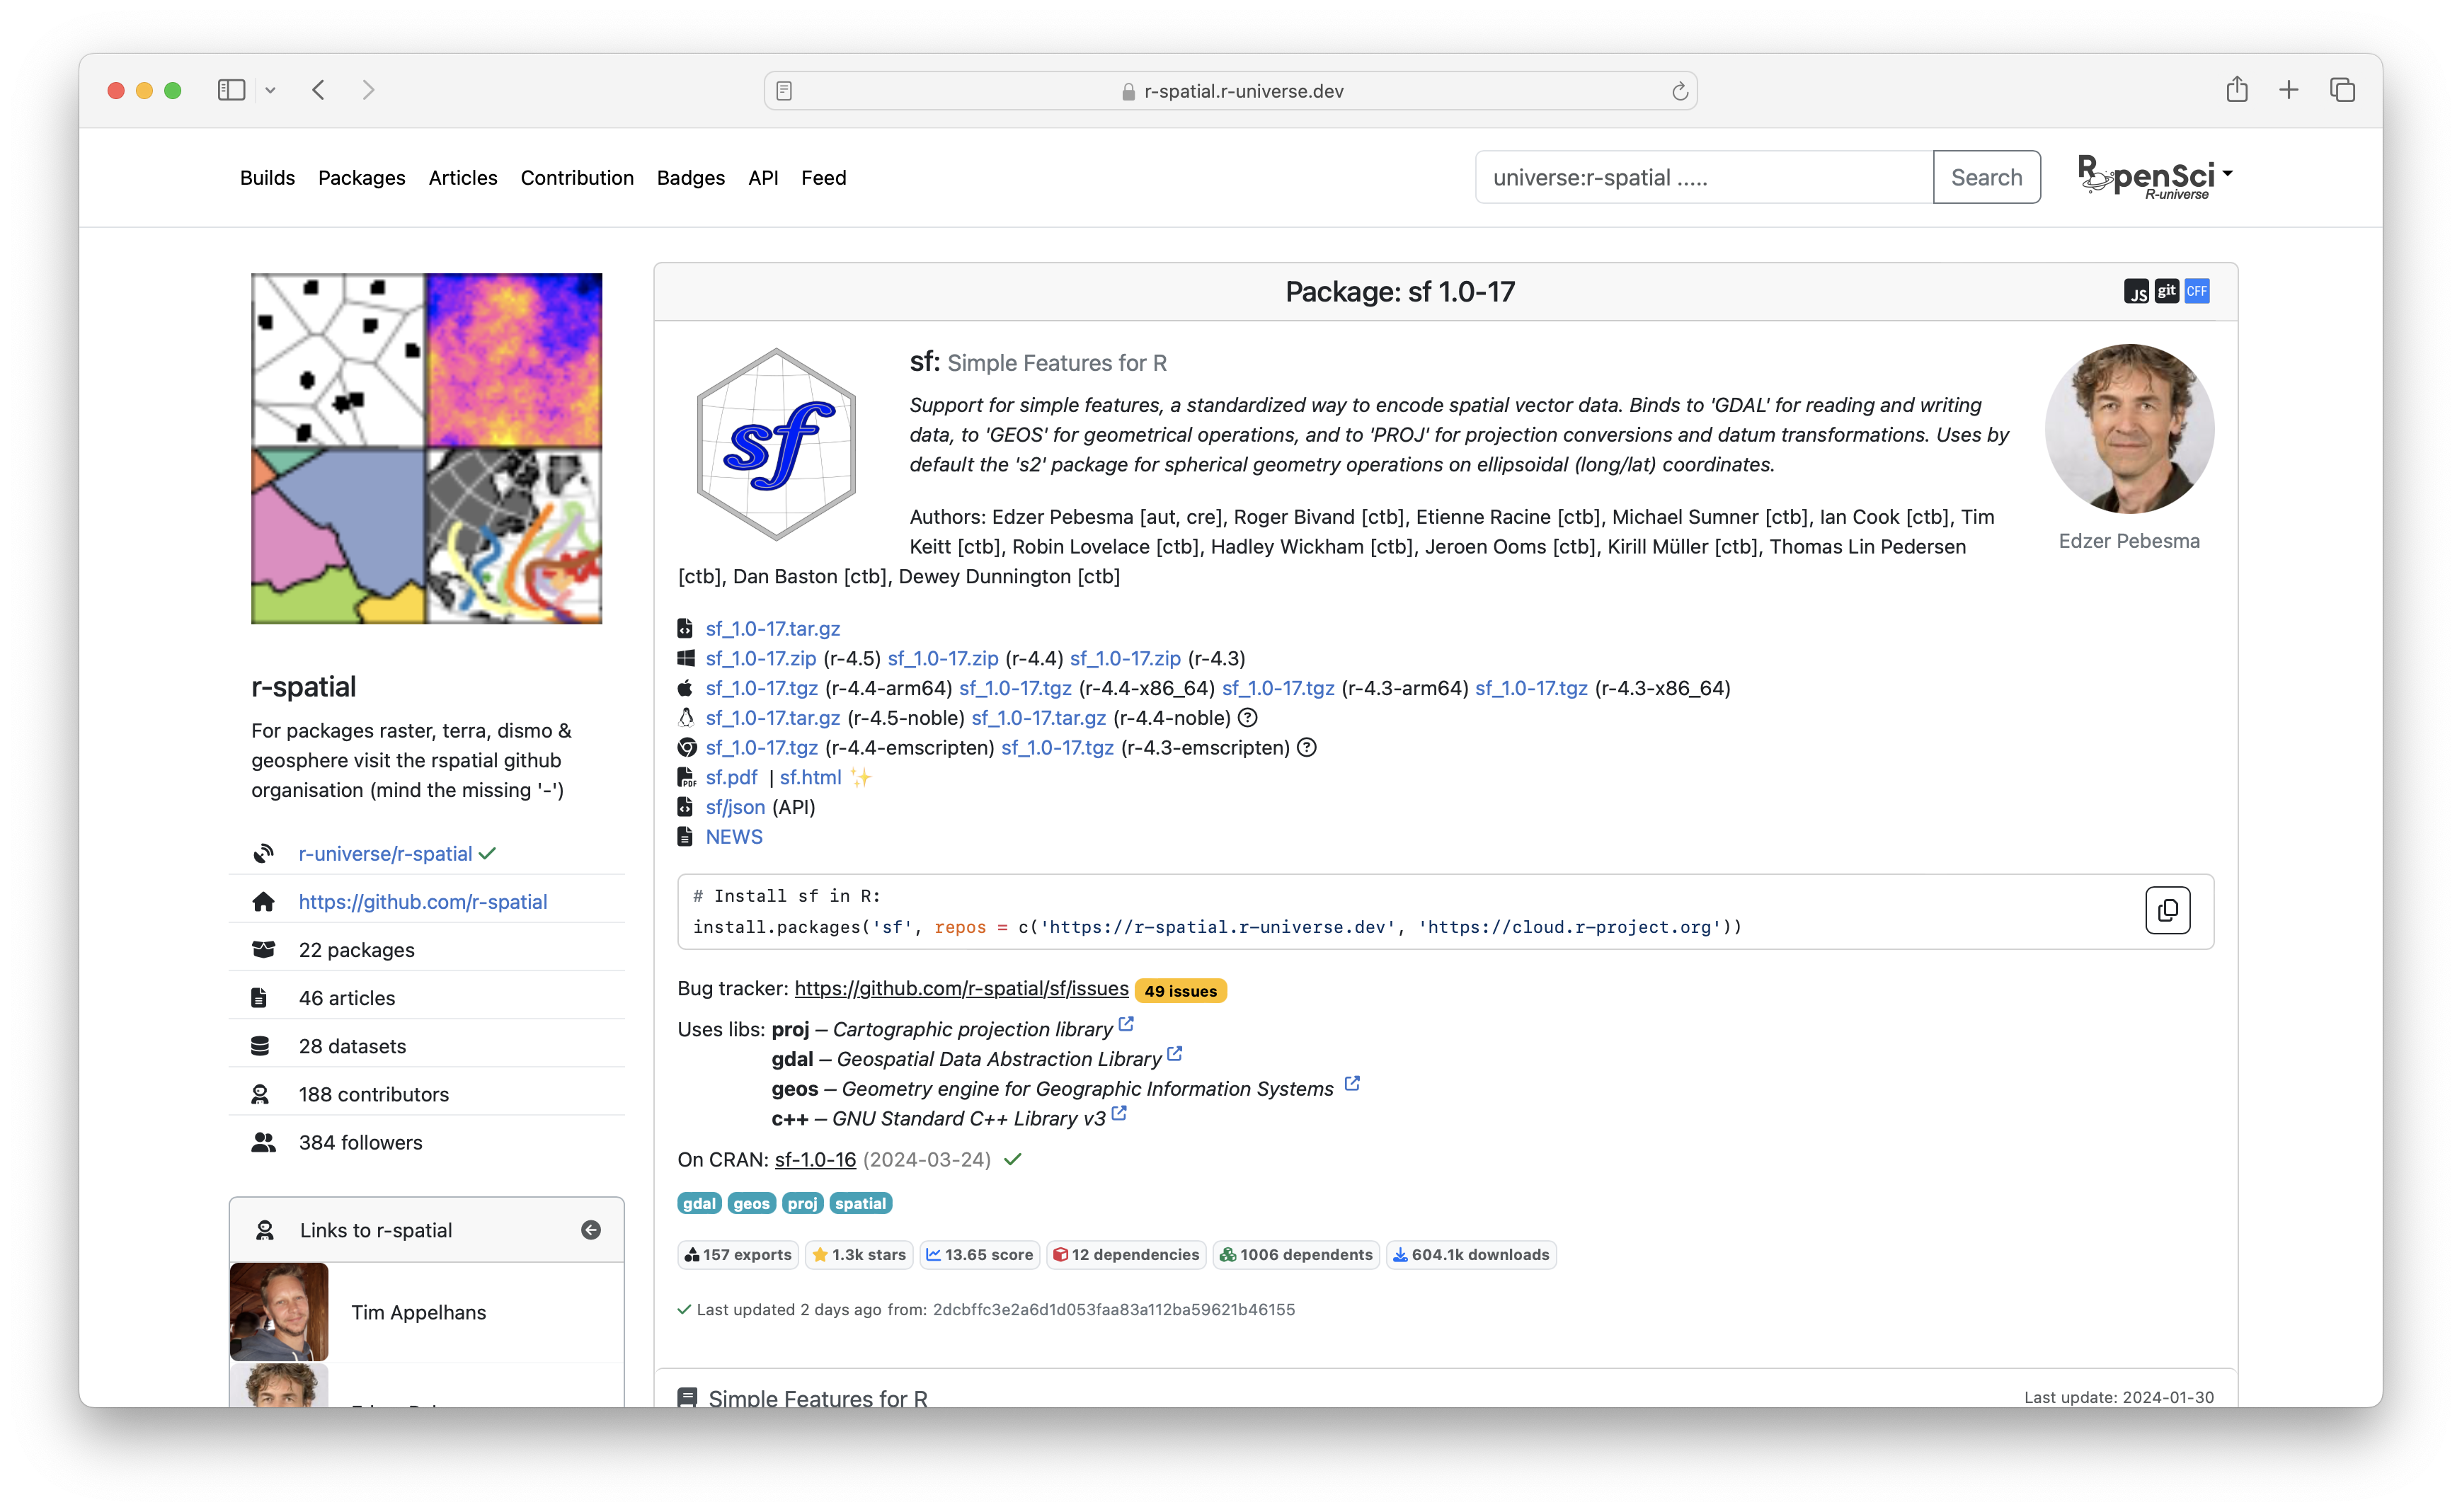 r-spatial.r-universe.dev
Builds Packages Articles Contribution Badges API Feed
universe:r-spatial .....
Search
RopenSci
R-universe
Package: sf 1.0-17
JS git CFF
sf
sf: Simple Features for R
Support for simple features, a standardized way to encode spatial vector data. Binds to 'GDAL' for reading and writing
data, to 'GEOS' for geometrical operations, and to 'PROJ' for projection conversions and datum transformations. Uses by
default the 's2' package for spherical geometry operations on ellipsoidal (long/lat) coordinates.
Authors: Edzer Pebesma [aut, cre], Roger Bivand [ctb], Etienne Racine [ctb], Michael Sumner [ctb], Ian Cook [ctb], Tim
Keitt [ctb], Robin Lovelace [ctb], Hadley Wickham [ctb], Jeroen Ooms [ctb], Kirill Müller [ctb], Thomas Lin Pedersen
[ctb], Dan Baston [ctb], Dewey Dunnington [ctb]
Edzer Pebesma
sf_1.0-17.tar.gz
sf_1.0-17.zip (r-4.5) sf_1.0-17.zip (r-4.4) sf_1.0-17.zip (r-4.3)
sf_1.0-17.tgz (r-4.4-arm64) sf_1.0-17.tgz (r-4.4-x86_64) sf_1.0-17.tgz (r-4.3-arm64) sf_1.0-17.tgz (r-4.3-x86_64)
sf_1.0-17.tar.gz (r-4.5-noble) sf_1.0-17.tar.gz (r-4.4-noble) ?
sf_1.0-17.tgz (r-4.4-emscripten) sf_1.0-17.tgz (r-4.3-emscripten) ?
PDF sf.pdf | sf.html ✨
sf/json (API)
NEWS
# Install sf in R:
install.packages('sf', repos = c('https://r-spatial.r-universe.dev', 'https://cloud.r-project.org'))
Bug tracker: https://github.com/r-spatial/sf/issues 49 issues
Uses libs: proj – Cartographic projection library
gdal – Geospatial Data Abstraction Library
geos – Geometry engine for Geographic Information Systems
c++ – GNU Standard C++ Library v3
On CRAN: sf-1.0-16 (2024-03-24) ✓
gdal geos proj spatial
157 exports 1.3k stars 13.65 score 12 dependencies 1006 dependents 604.1k downloads
✓ Last updated 2 days ago from: 2dcbffc3e2a6d1d053faa83a112ba59621b46155
Simple Features for R
Last update: 2024-01-30
r-spatial
For packages raster, terra, dismo &
geosphere visit the rspatial github
organisation (mind the missing '-')
r-universe/r-spatial ✓
https://github.com/r-spatial
22 packages
46 articles
28 datasets
188 contributors
384 followers
Links to r-spatial
Tim Appelhans